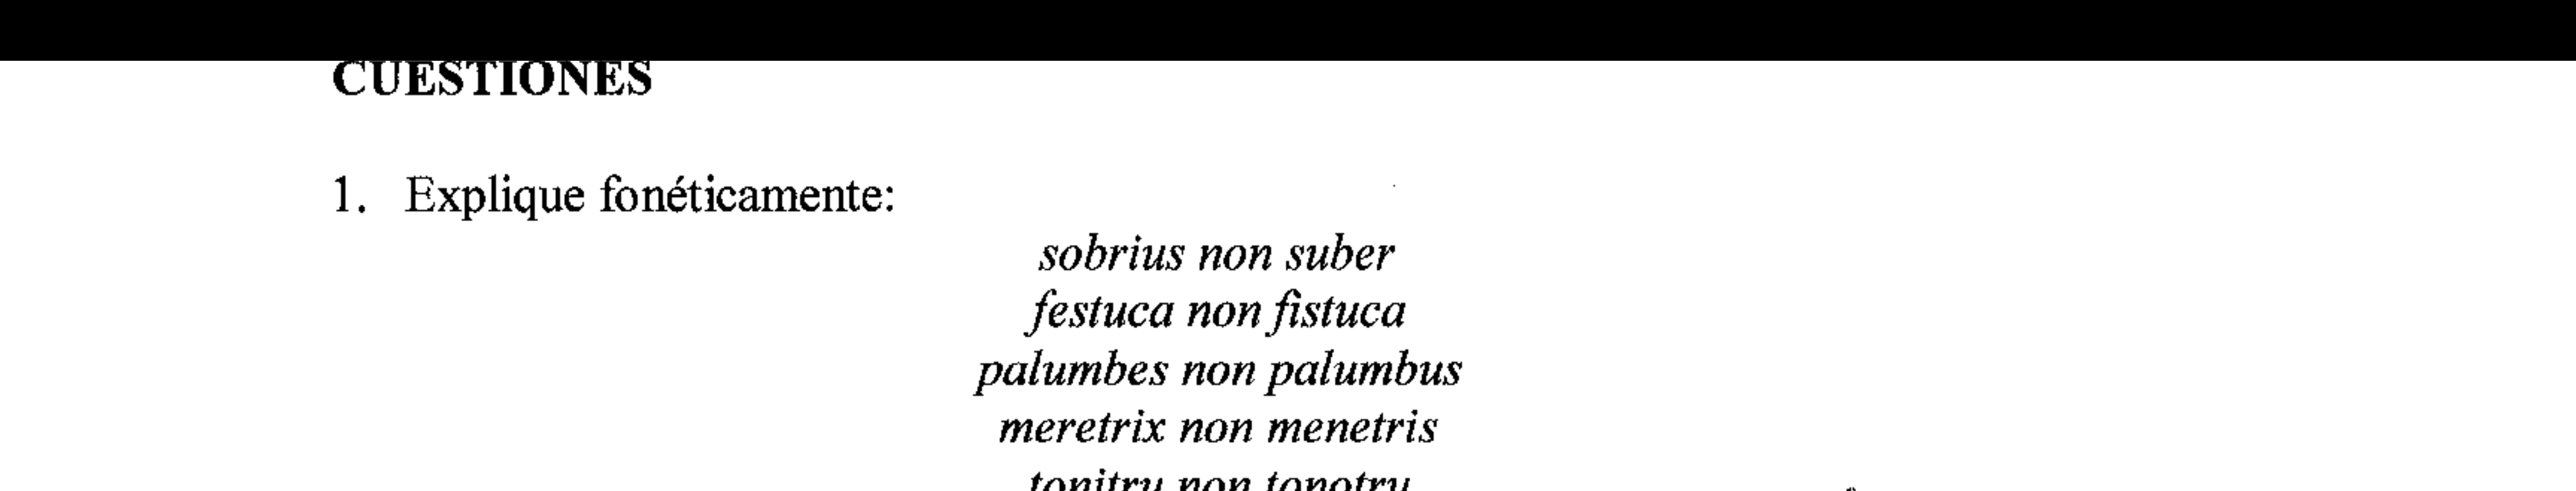 CUESTIONES
1. Explique fonéticamente:
sobrius non suber
festuca non fistuca
palumbes non palumbus
meretrix non menetris
tonitru non tonotru